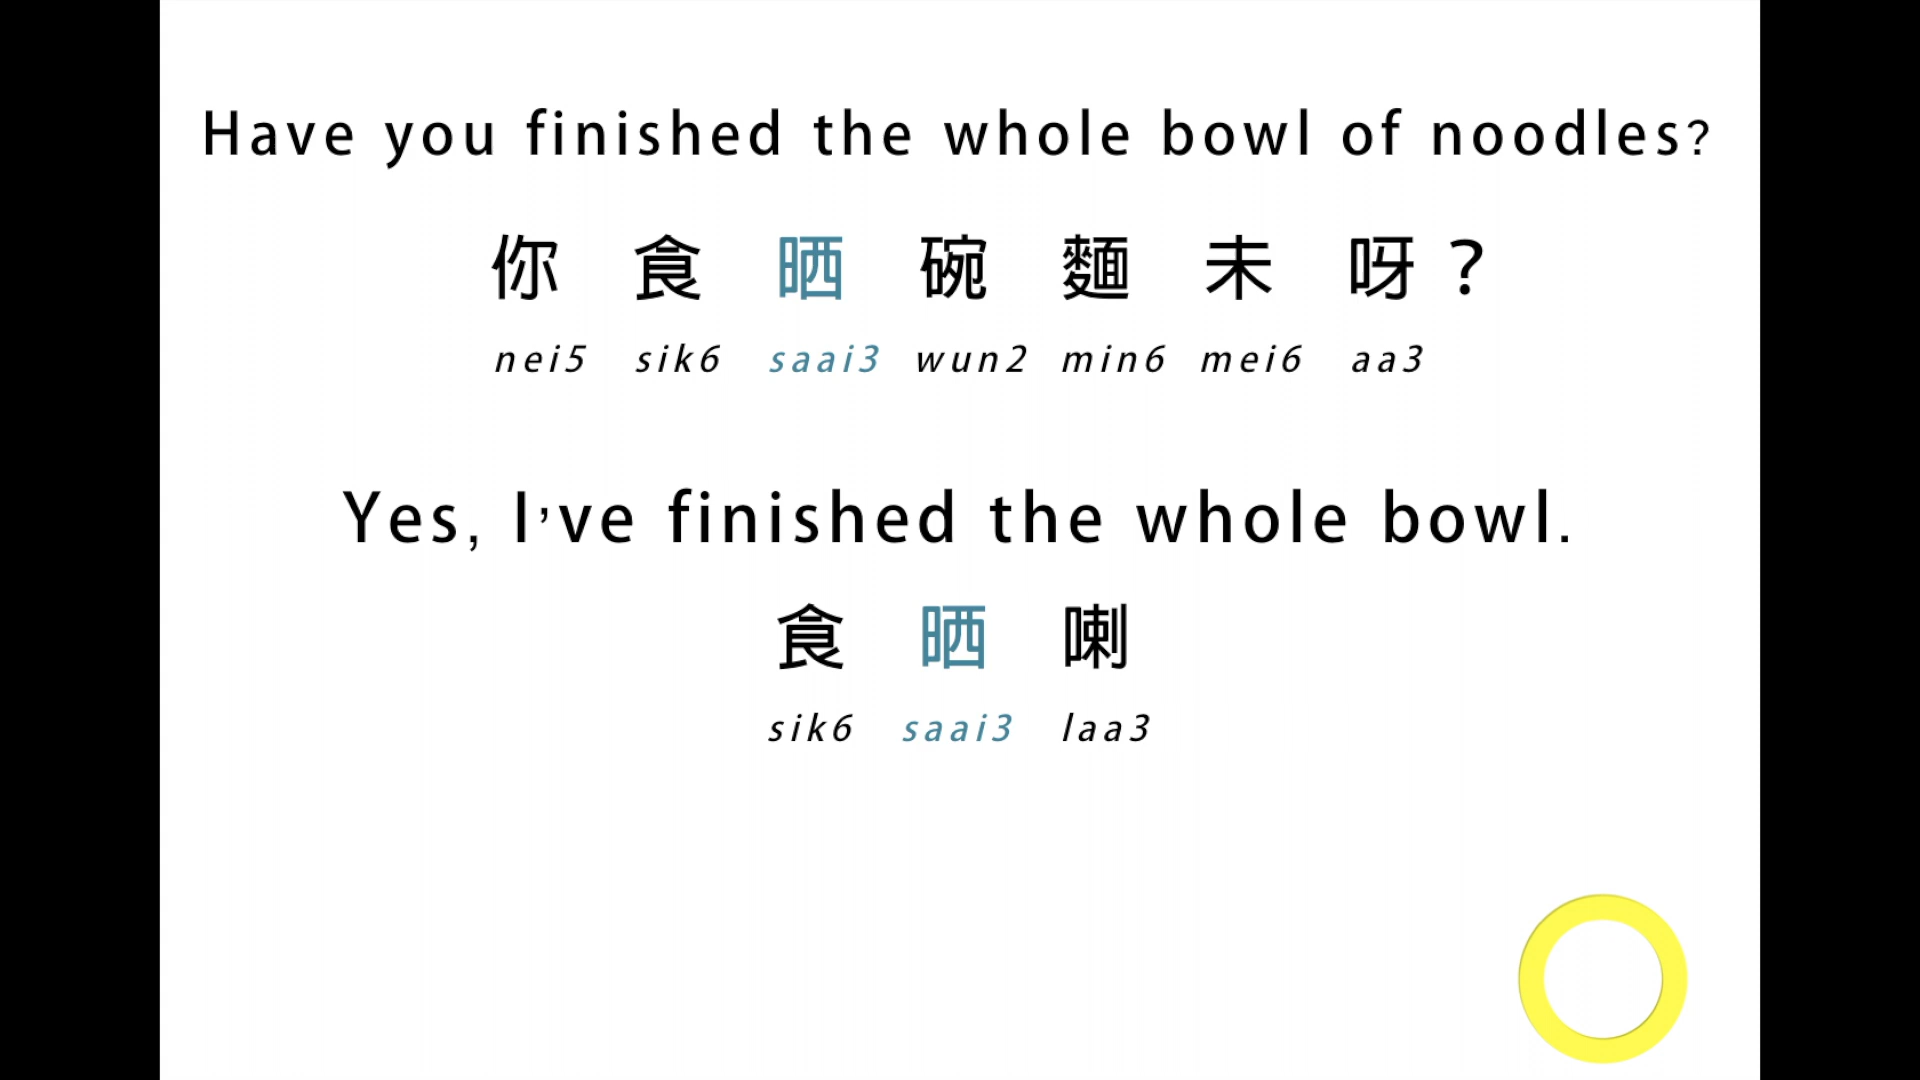 Have you finished the whole bowl of noodles?
你 食 晒 碗 麵 未 呀？
nei5 sik6 saai3 wun2 min6 mei6 aa3
Yes, I've finished the whole bowl.
食 晒 喇
sik6 saai3 laa3